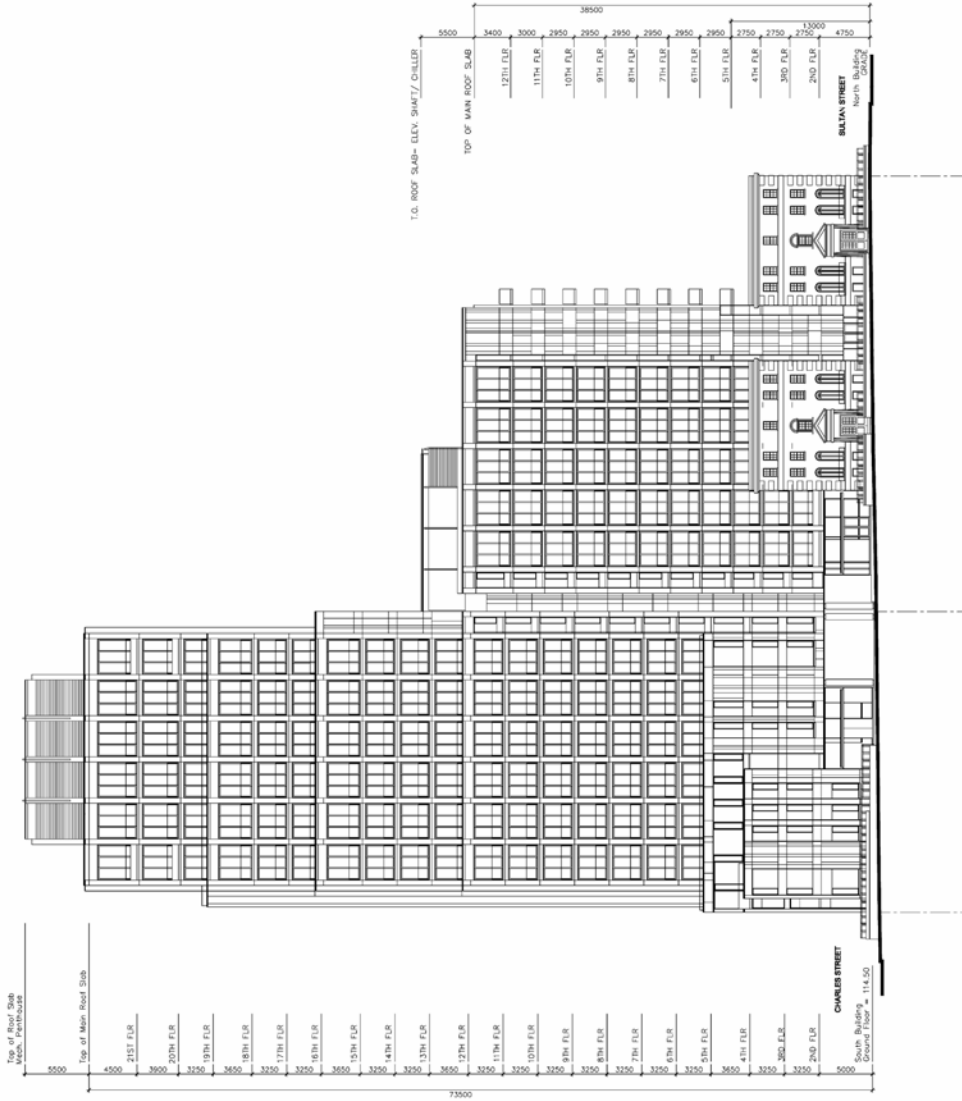 38500
13000
5500
3400
3000
2950
2950
2950
2950
2950
2950
2950
2750
2750
2750
4750
T.O. ROOF SLAB- ELEV. SHAFT/ CHILLER
TOP OF MAIN ROOF SLAB
12TH FLR
11TH FLR
10TH FLR
9TH FLR
8TH FLR
7TH FLR
6TH FLR
5TH FLR
4TH FLR
3RD FLR
2ND FLR
SULTAN STREET
North Building
GRADE
Top of Roof Slab
Mech. Penthouse
Top of Main Roof Slab
21ST FLR
20TH FLR
19TH FLR
18TH FLR
17TH FLR
16TH FLR
15TH FLR
14TH FLR
13TH FLR
12TH FLR
11TH FLR
10TH FLR
9TH FLR
8TH FLR
7TH FLR
6TH FLR
5TH FLR
4TH FLR
3RD FLR
2ND FLR
CHARLES STREET
South Building
Ground Floor = 114.50
5500
4500
3900
3250
3650
3250
3250
3650
3250
3250
3250
3250
3250
3250
3250
3250
3250
3250
3650
3250
3250
5000
73500